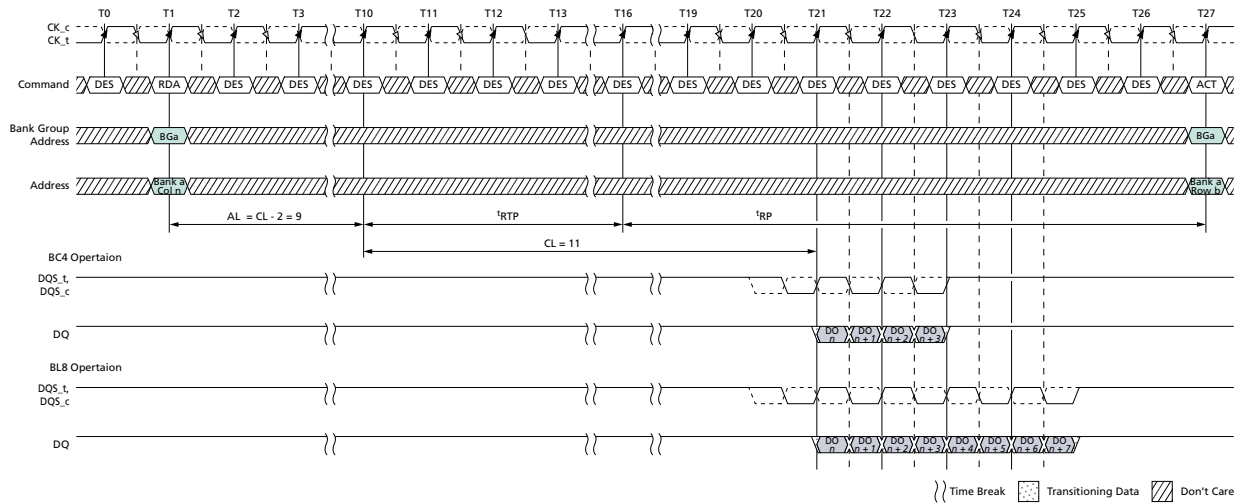 T0 T1 T2 T3 T10 T11 T12 T13 T16 T19 T20 T21 T22 T23 T24 T25 T26 T27
CK_c
CK_t
Command DES RDA DES DES DES DES DES DES DES DES DES DES DES DES DES DES DES ACT
Bank Group
Address
BGa BGa
Address
Bank a
Col n
Bank a
Row b
AL = CL - 2 = 9 tRTP tRP
CL = 11
BC4 Opertaion
DQS_t,
DQS_c
DQ
DO
n
DO
n + 1
DO
n + 2
DO
n + 3
BL8 Opertaion
DQS_t,
DQS_c
DQ
DO
n
DO
n + 1
DO
n + 2
DO
n + 3
DO
n + 4
DO
n + 5
DO
n + 6
DO
n + 7
Time Break Transitioning Data Don't Care